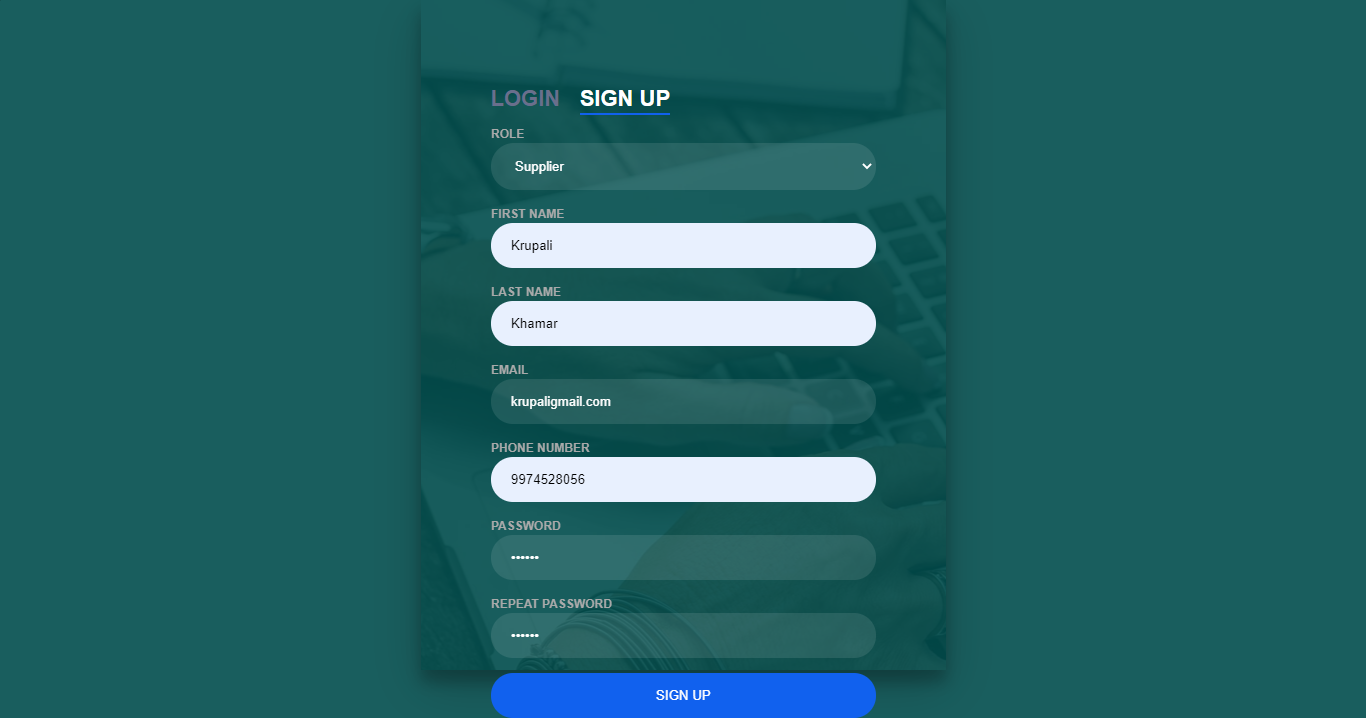 LOGIN SIGN UP
ROLE
Supplier
FIRST NAME
Krupali
LAST NAME
Khamar
EMAIL
krupaligmail.com
PHONE NUMBER
9974528056
PASSWORD
••••••
REPEAT PASSWORD
••••••
SIGN UP